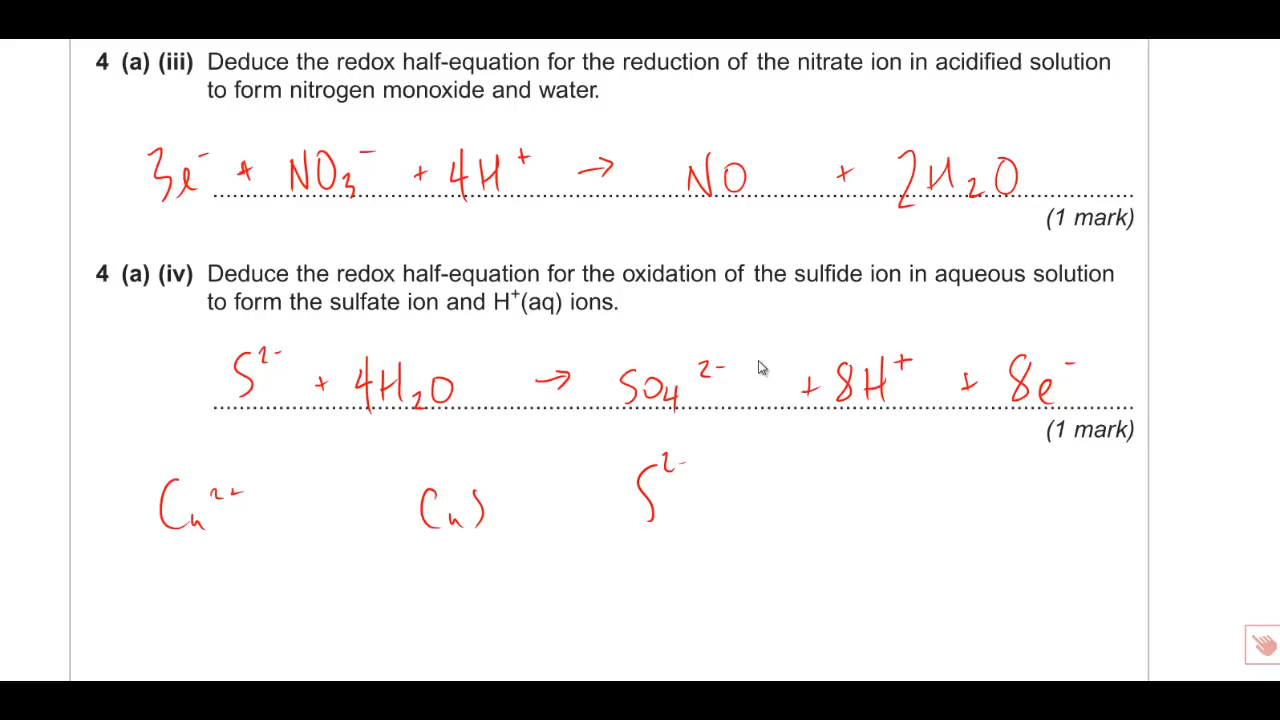 4 (a) (iii) Deduce the redox half-equation for the reduction of the nitrate ion in acidified solution
to form nitrogen monoxide and water.
3e⁻ + NO₃⁻ + 4H⁺ → NO + 2H₂O
(1 mark)
4 (a) (iv) Deduce the redox half-equation for the oxidation of the sulfide ion in aqueous solution
to form the sulfate ion and H⁺(aq) ions.
S²⁻ + 4H₂O → SO₄²⁻ + 8H⁺ + 8e⁻
(1 mark)
Cu²⁺ CuS S²⁻